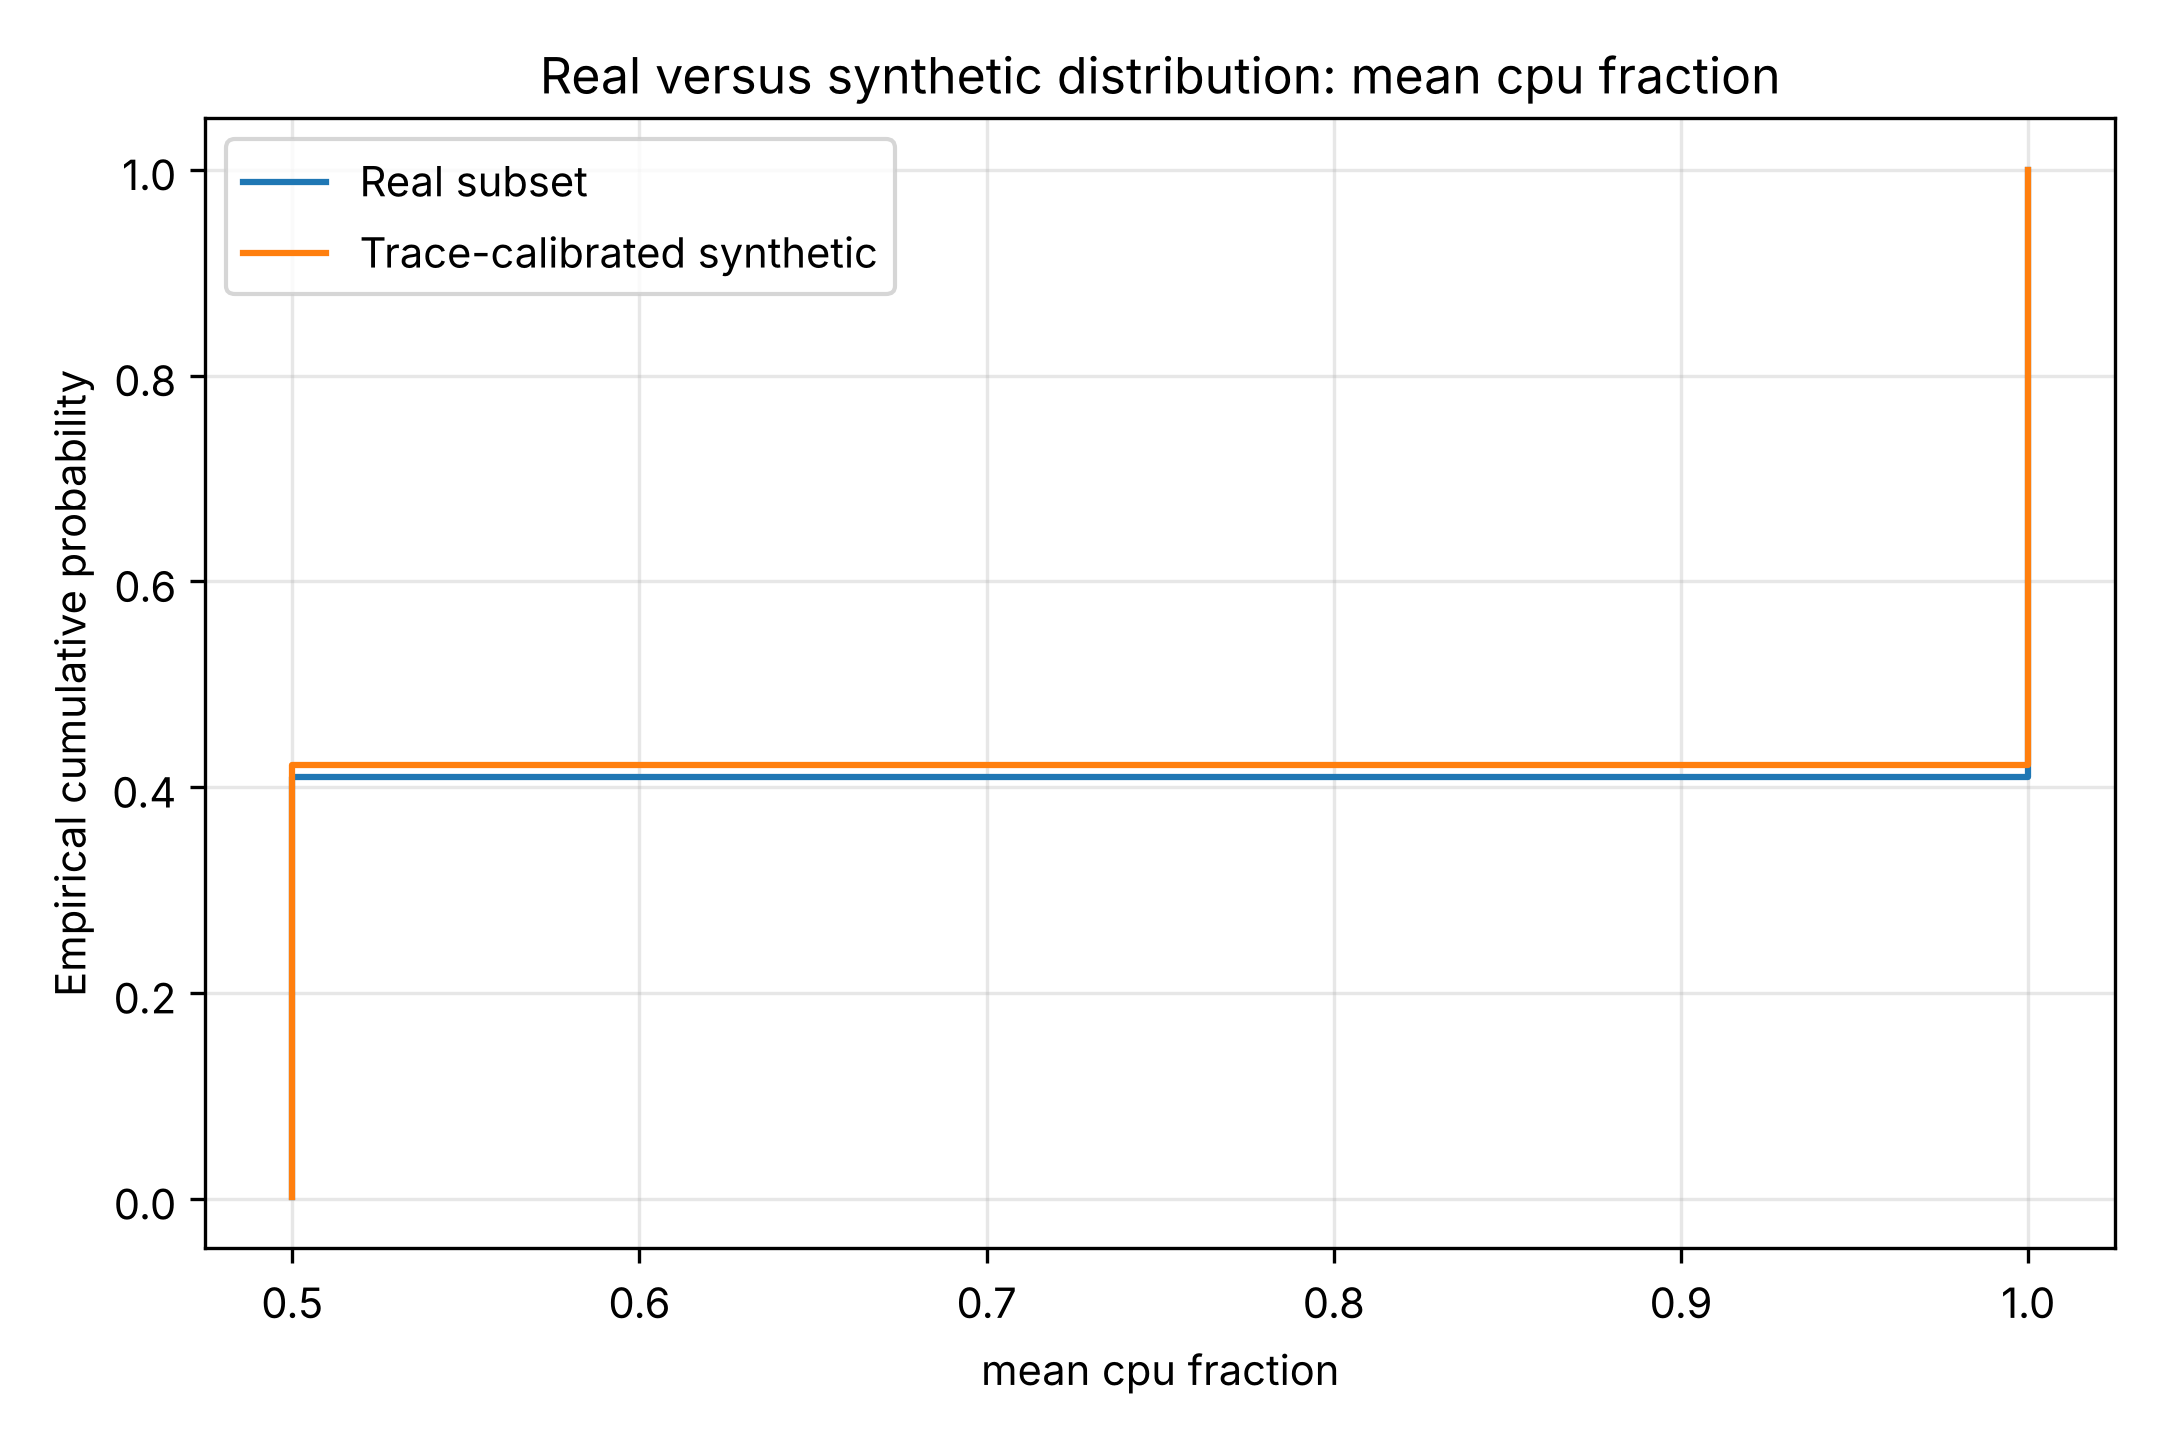 Real versus synthetic distribution: mean cpu fraction
Real subset
Trace-calibrated synthetic
Empirical cumulative probability
1.0
0.8
0.6
0.4
0.2
0.0
0.5 0.6 0.7 0.8 0.9 1.0
mean cpu fraction